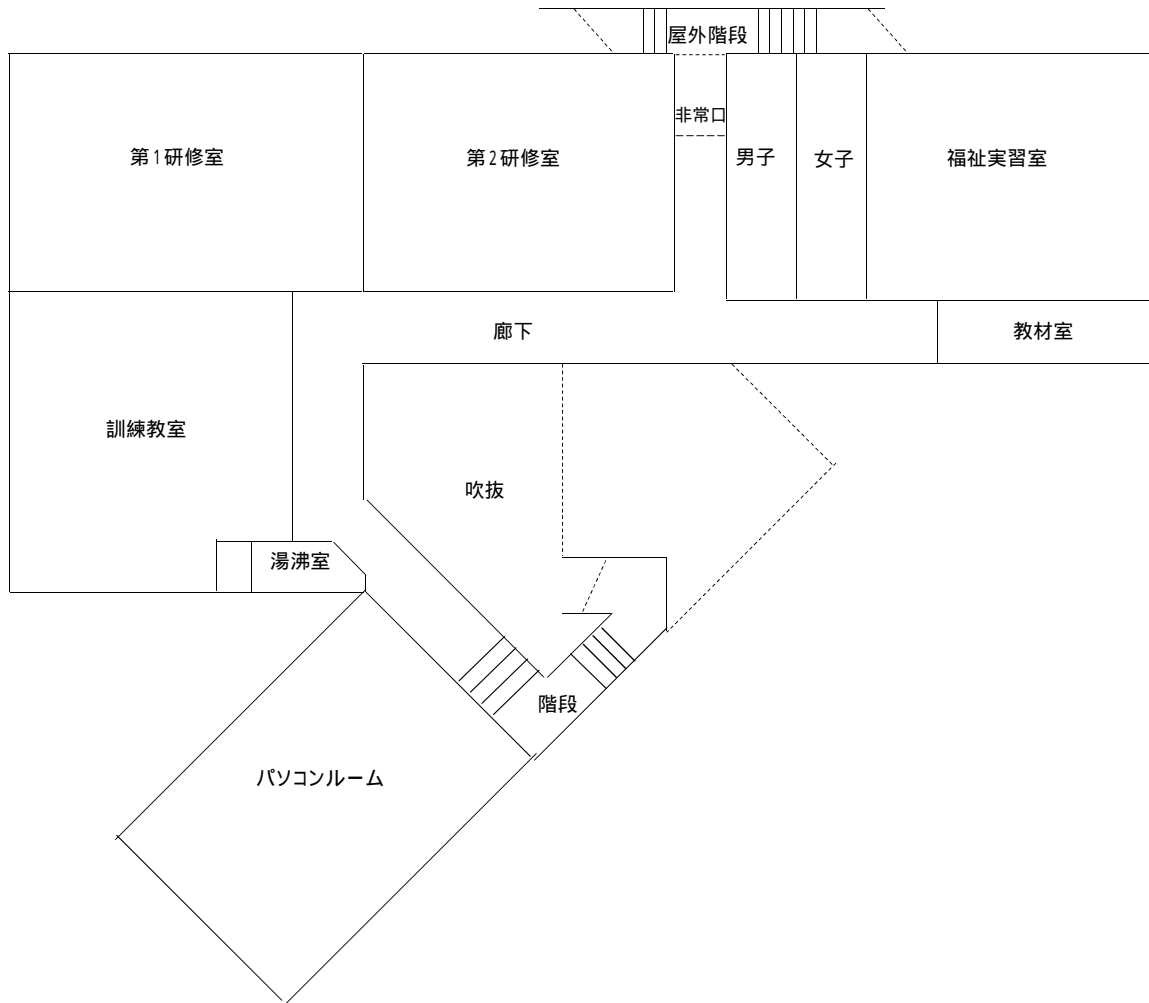 屋外階段
非常口
第1研修室
第2研修室
男子
女子
福祉実習室
廊下
教材室
訓練教室
吹抜
湯沸室
階段
パソコンルーム